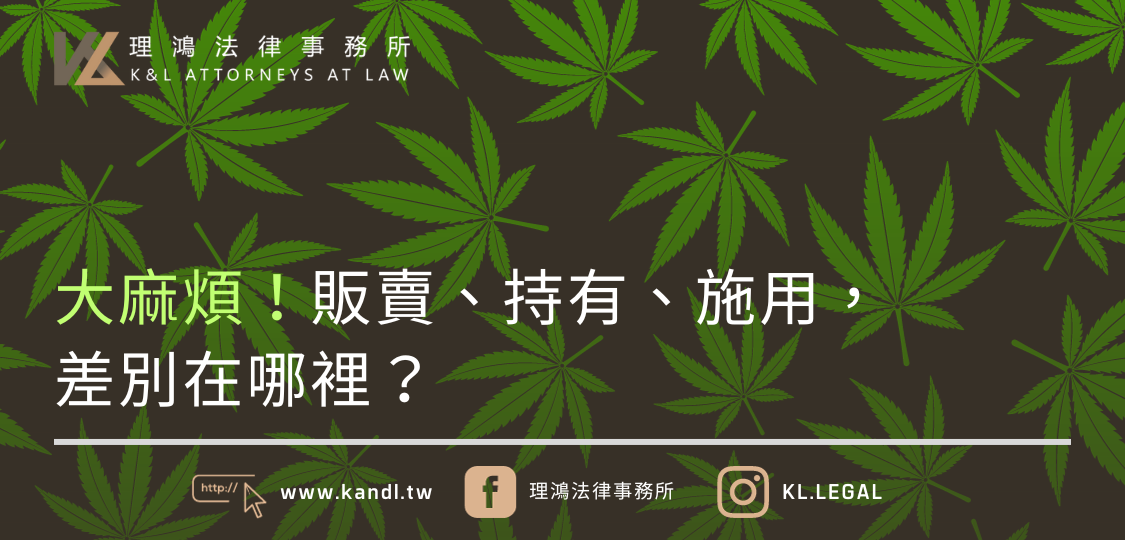 理鴻法律事務所
K&L ATTORNEYS AT LAW
大麻煩！販賣、持有、施用，
差別在哪裡？
http://
www.kandl.tw
理鴻法律事務所
KL.LEGAL